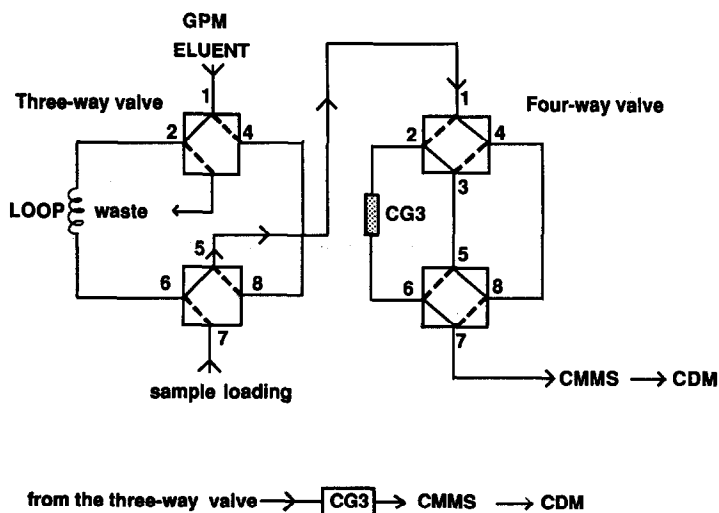 GPM
ELUENT
Three-way valve
Four-way valve
1
1
2
4
2
4
3
LOOP
waste
CG3
5
5
6
8
6
8
7
7
sample loading
CMMS
CDM
from the three-way valve
CG3
CMMS
CDM